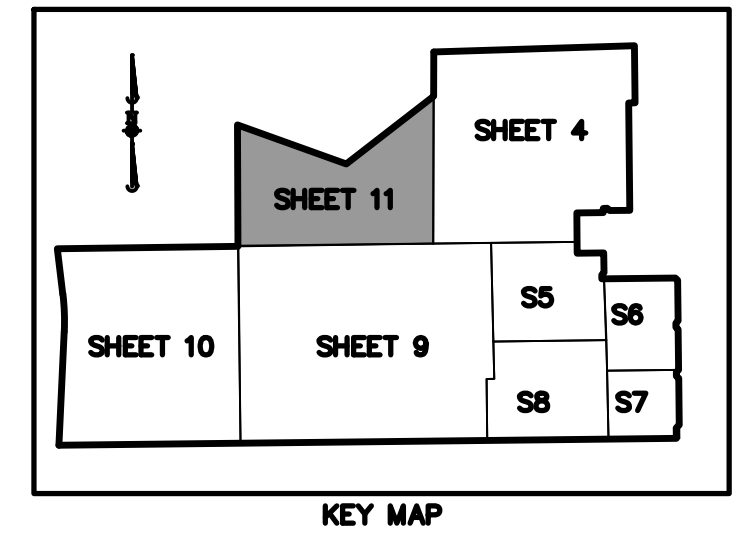 N
SHEET 4
SHEET 11
S5
S6
SHEET 10
SHEET 9
S8
S7
KEY MAP